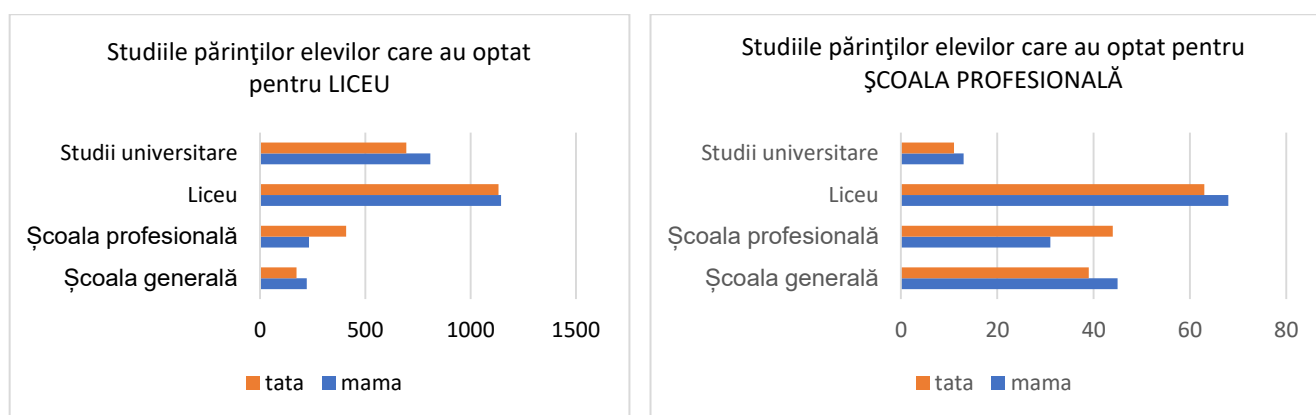 Studiile părinţilor elevilor care au optat
pentru LICEU
Studii universitare
Liceu
Școala profesională
Școala generală
0 500 1000 1500
tata mama
Studiile părinţilor elevilor care au optat pentru
ŞCOALA PROFESIONALĂ
Studii universitare
Liceu
Școala profesională
Școala generală
0 20 40 60 80
tata mama